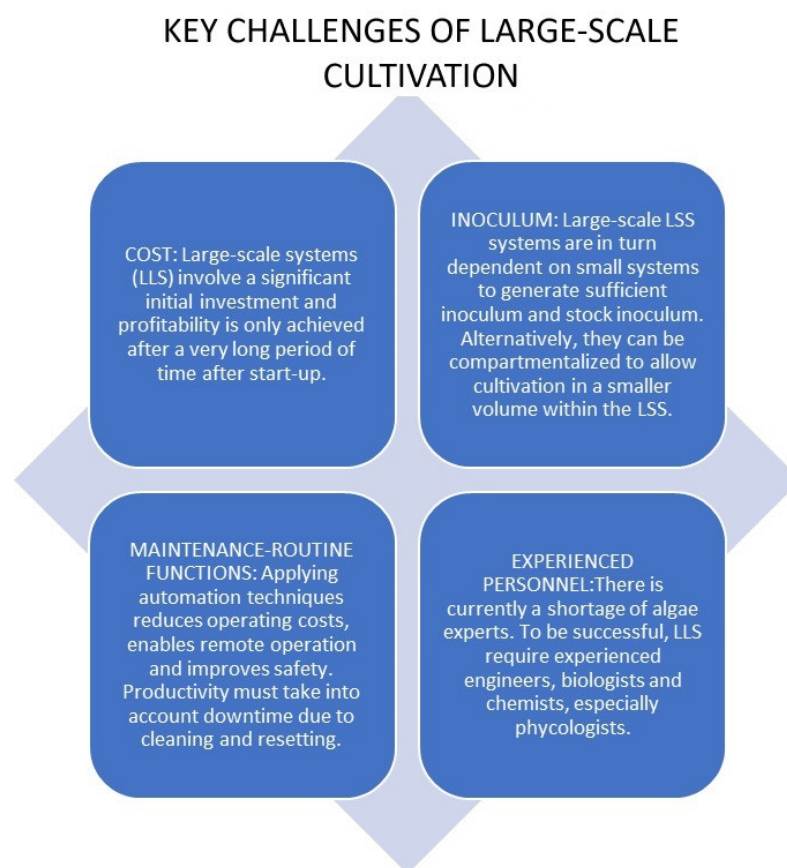 KEY CHALLENGES OF LARGE-SCALE
CULTIVATION
COST: Large-scale systems
(LLS) involve a significant
initial investment and
profitability is only achieved
after a very long period of
time after start-up.
INOCULUM: Large-scale LSS
systems are in turn
dependent on small systems
to generate sufficient
inoculum and stock inoculum.
Alternatively, they can be
compartmentalized to allow
cultivation in a smaller
volume within the LSS.
MAINTENANCE-ROUTINE
FUNCTIONS: Applying
automation techniques
reduces operating costs,
enables remote operation
and improves safety.
Productivity must take into
account downtime due to
cleaning and resetting.
EXPERIENCED
PERSONNEL:There is
currently a shortage of algae
experts. To be successful, LLS
require experienced
engineers, biologists and
chemists, especially
phycologists.